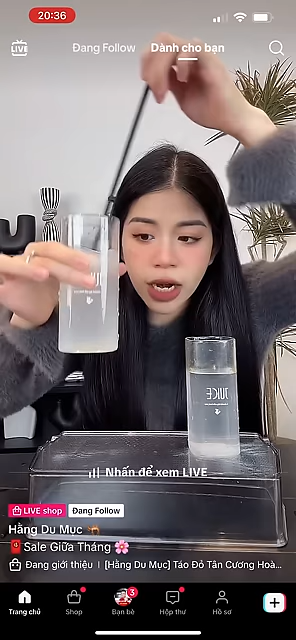 20:36
LIVE
Đang Follow Dành cho bạn
JUICE
Nhấn để xem LIVE
LIVE shop Đang Follow
Hằng Du Mục
Sale Giữa Tháng
Đang giới thiệu | [Hằng Du Mục] Táo Đỏ Tân Cương Hoà...
3
Trang chủ Shop Bạn bè Hộp thư Hồ sơ